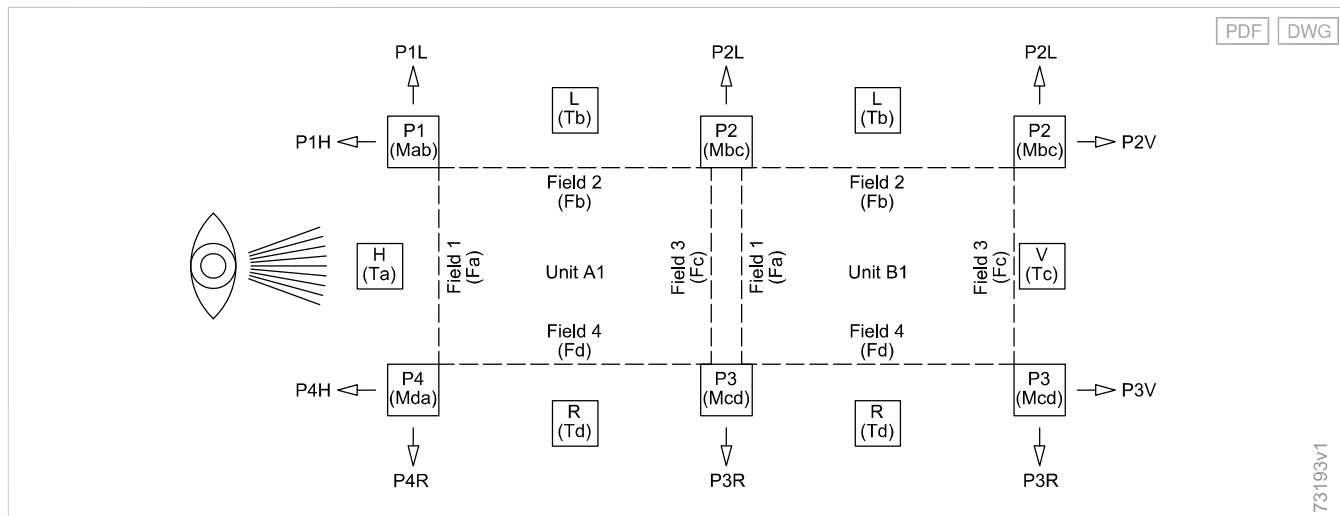 PDF DWG
P1L P2L P2L
L L
(Tb) (Tb)
P1H P1 P2 P2 P2V
(Mab) (Mbc) (Mbc)
Field 2 Field 2
(Fb) (Fb)
H Field 1 Unit A1 Field 3 Field 1 Unit B1 Field 3 V
(Ta) (Fa) (Fc) (Fa) (Fc) (Tc)
Field 4 Field 4
(Fd) (Fd)
P4H P4 P3 P3 P3V
(Mda) (Mcd) (Mcd)
R R
(Td) (Td)
P4R P3R P3R
73193v1